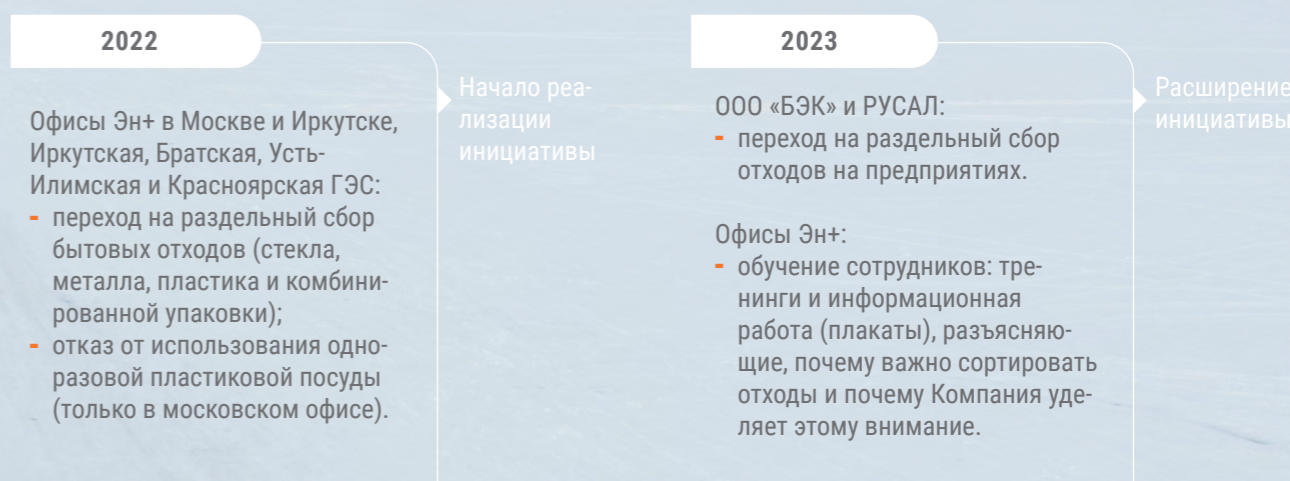 2022
Офисы Эн+ в Москве и Иркутске,
Иркутская, Братская, Усть-
Илимская и Красноярская ГЭС:
- переход на раздельный сбор
бытовых отходов (стекла,
металла, пластика и комбини-
рованной упаковки);
- отказ от использования одно-
разовой пластиковой посуды
(только в московском офисе).
Начало реа-
лизации
инициативы
2023
ООО «БЭК» и РУСАЛ:
- переход на раздельный сбор
отходов на предприятиях.
Офисы Эн+:
- обучение сотрудников: тре-
нинги и информационная
работа (плакаты), разъясняю-
щие, почему важно сортировать
отходы и почему Компания уде-
ляет этому внимание.
Расширение
инициативы